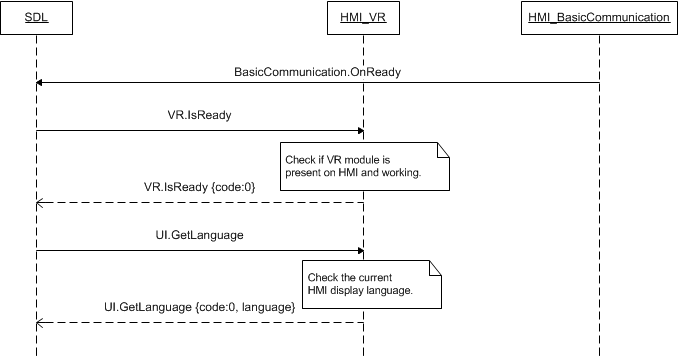 SDL
HMI_VR
HMI_BasicCommunication
BasicCommunication.OnReady
VR.IsReady
Check if VR module is
present on HMI and working.
VR.IsReady {code:0}
UI.GetLanguage
Check the current
HMI display language.
UI.GetLanguage {code:0, language}